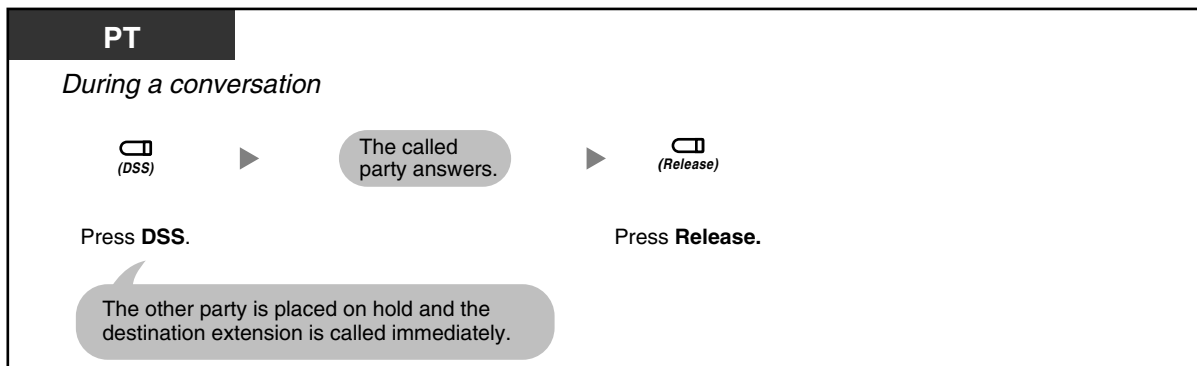 PT
During a conversation
(DSS)
The called
party answers.
(Release)
Press DSS.
Press Release.
The other party is placed on hold and the
destination extension is called immediately.